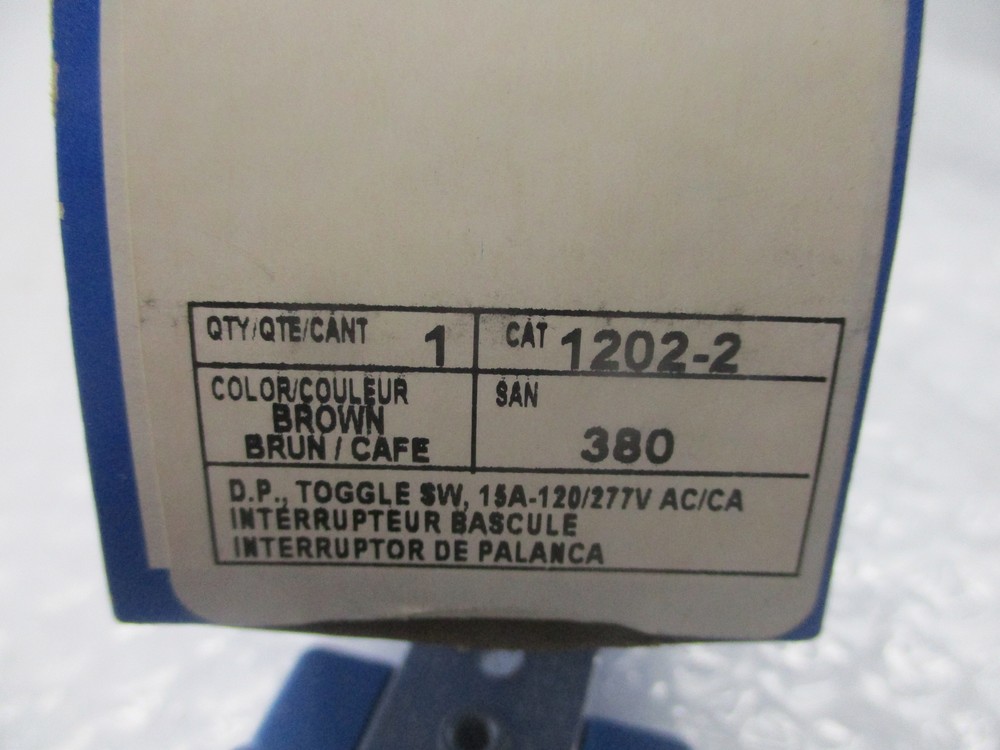 QTY/QTE/CANT 1
CAT 1202-2
COLOR/COULEUR
BROWN
BRUN / CAFE
SAN
380
D.P., TOGGLE SW, 15A-120/277V AC/CA
INTERRUPTEUR BASCULE
INTERRUPTOR DE PALANCA